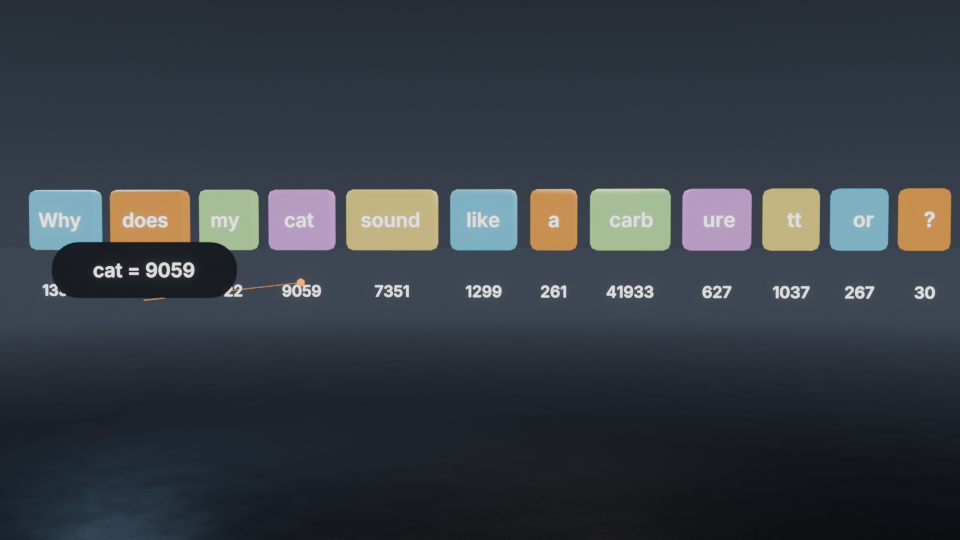 Why does my cat sound like a carb ure tt or ?
cat = 9059
9059 7351 1299 261 41933 627 1037 267 30